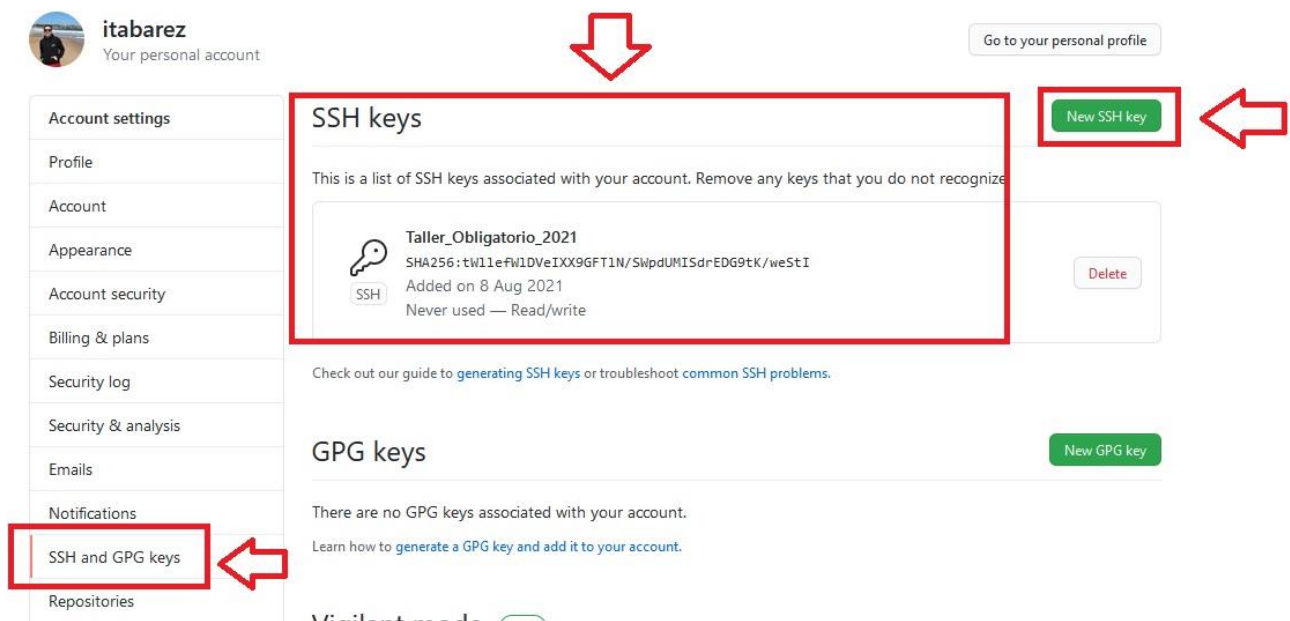 itabarez
Your personal account
Go to your personal profile
Account settings
Profile
Account
Appearance
Account security
Billing & plans
Security log
Security & analysis
Emails
Notifications
SSH and GPG keys
Repositories
SSH keys
New SSH key
This is a list of SSH keys associated with your account. Remove any keys that you do not recognize
Taller_Obligatorio_2021
SHA256:tWllefWlDVeIXX9GFTlN/SWpdUMISdrEDG9tK/weStI
SSH
Added on 8 Aug 2021
Never used — Read/write
Delete
Check out our guide to generating SSH keys or troubleshoot common SSH problems.
GPG keys
New GPG key
There are no GPG keys associated with your account.
Learn how to generate a GPG key and add it to your account.
Vigilant mode